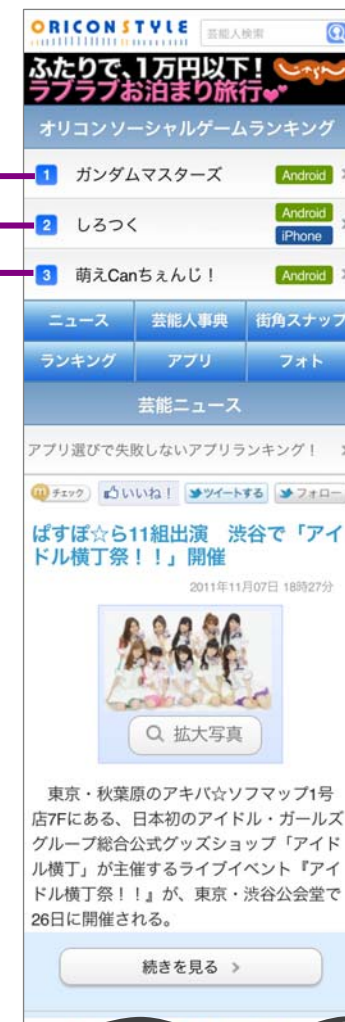 ORICON STYLE
芸能人検索
ふたりで、1万円以下!
じゃらん
ラブラブお泊まり旅行
オリコンソーシャルゲームランキング
1 ガンダムマスターズ Android
2 しろつく Android iPhone
3 萌えCanちぇんじ! Android
ニュース 芸能人事典 街角スナップ
ランキング アプリ フォト
芸能ニュース
アプリ選びで失敗しないアプリランキング!
チェック いいね! ツイートする フォロー
ぱすぽ☆ら11組出演 渋谷で「アイ
ドル横丁祭!!」開催
2011年11月07日 18時27分
拡大写真
東京・秋葉原のアキバ☆ソフマップ1号
店7Fにある、日本初のアイドル・ガールズ
グループ総合公式グッズショップ「アイド
ル横丁」が主催するライブイベント『アイ
ドル横丁祭!!』が、東京・渋谷公会堂で
26日に開催される。
続きを見る >